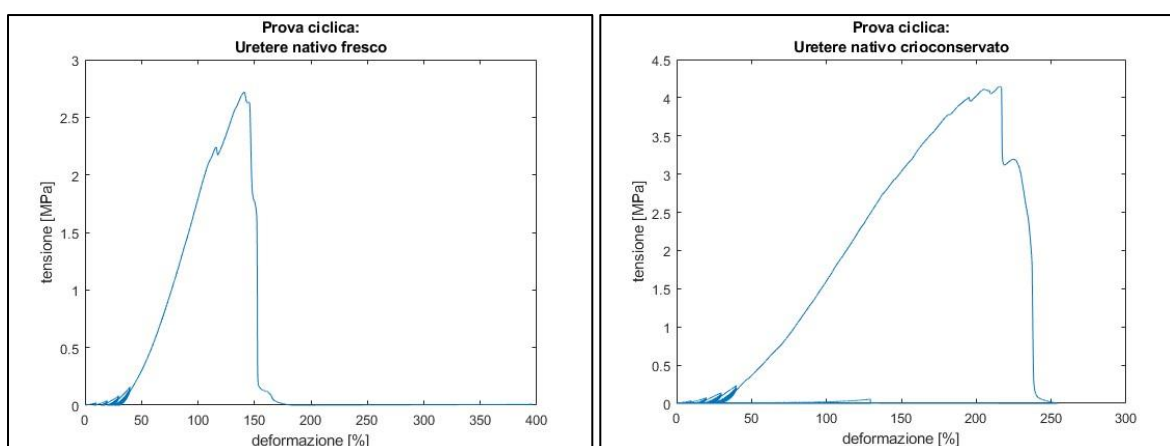 Prova ciclica:
Uretere nativo fresco
3
2.5
2
1.5
1
0.5
0
tensione [MPa]
0 50 100 150 200 250 300 350 400
deformazione [%]
Prova ciclica:
Uretere nativo crioconservato
4.5
4
3.5
3
2.5
2
1.5
1
0.5
0
tensione [MPa]
0 50 100 150 200 250 300
deformazione [%]